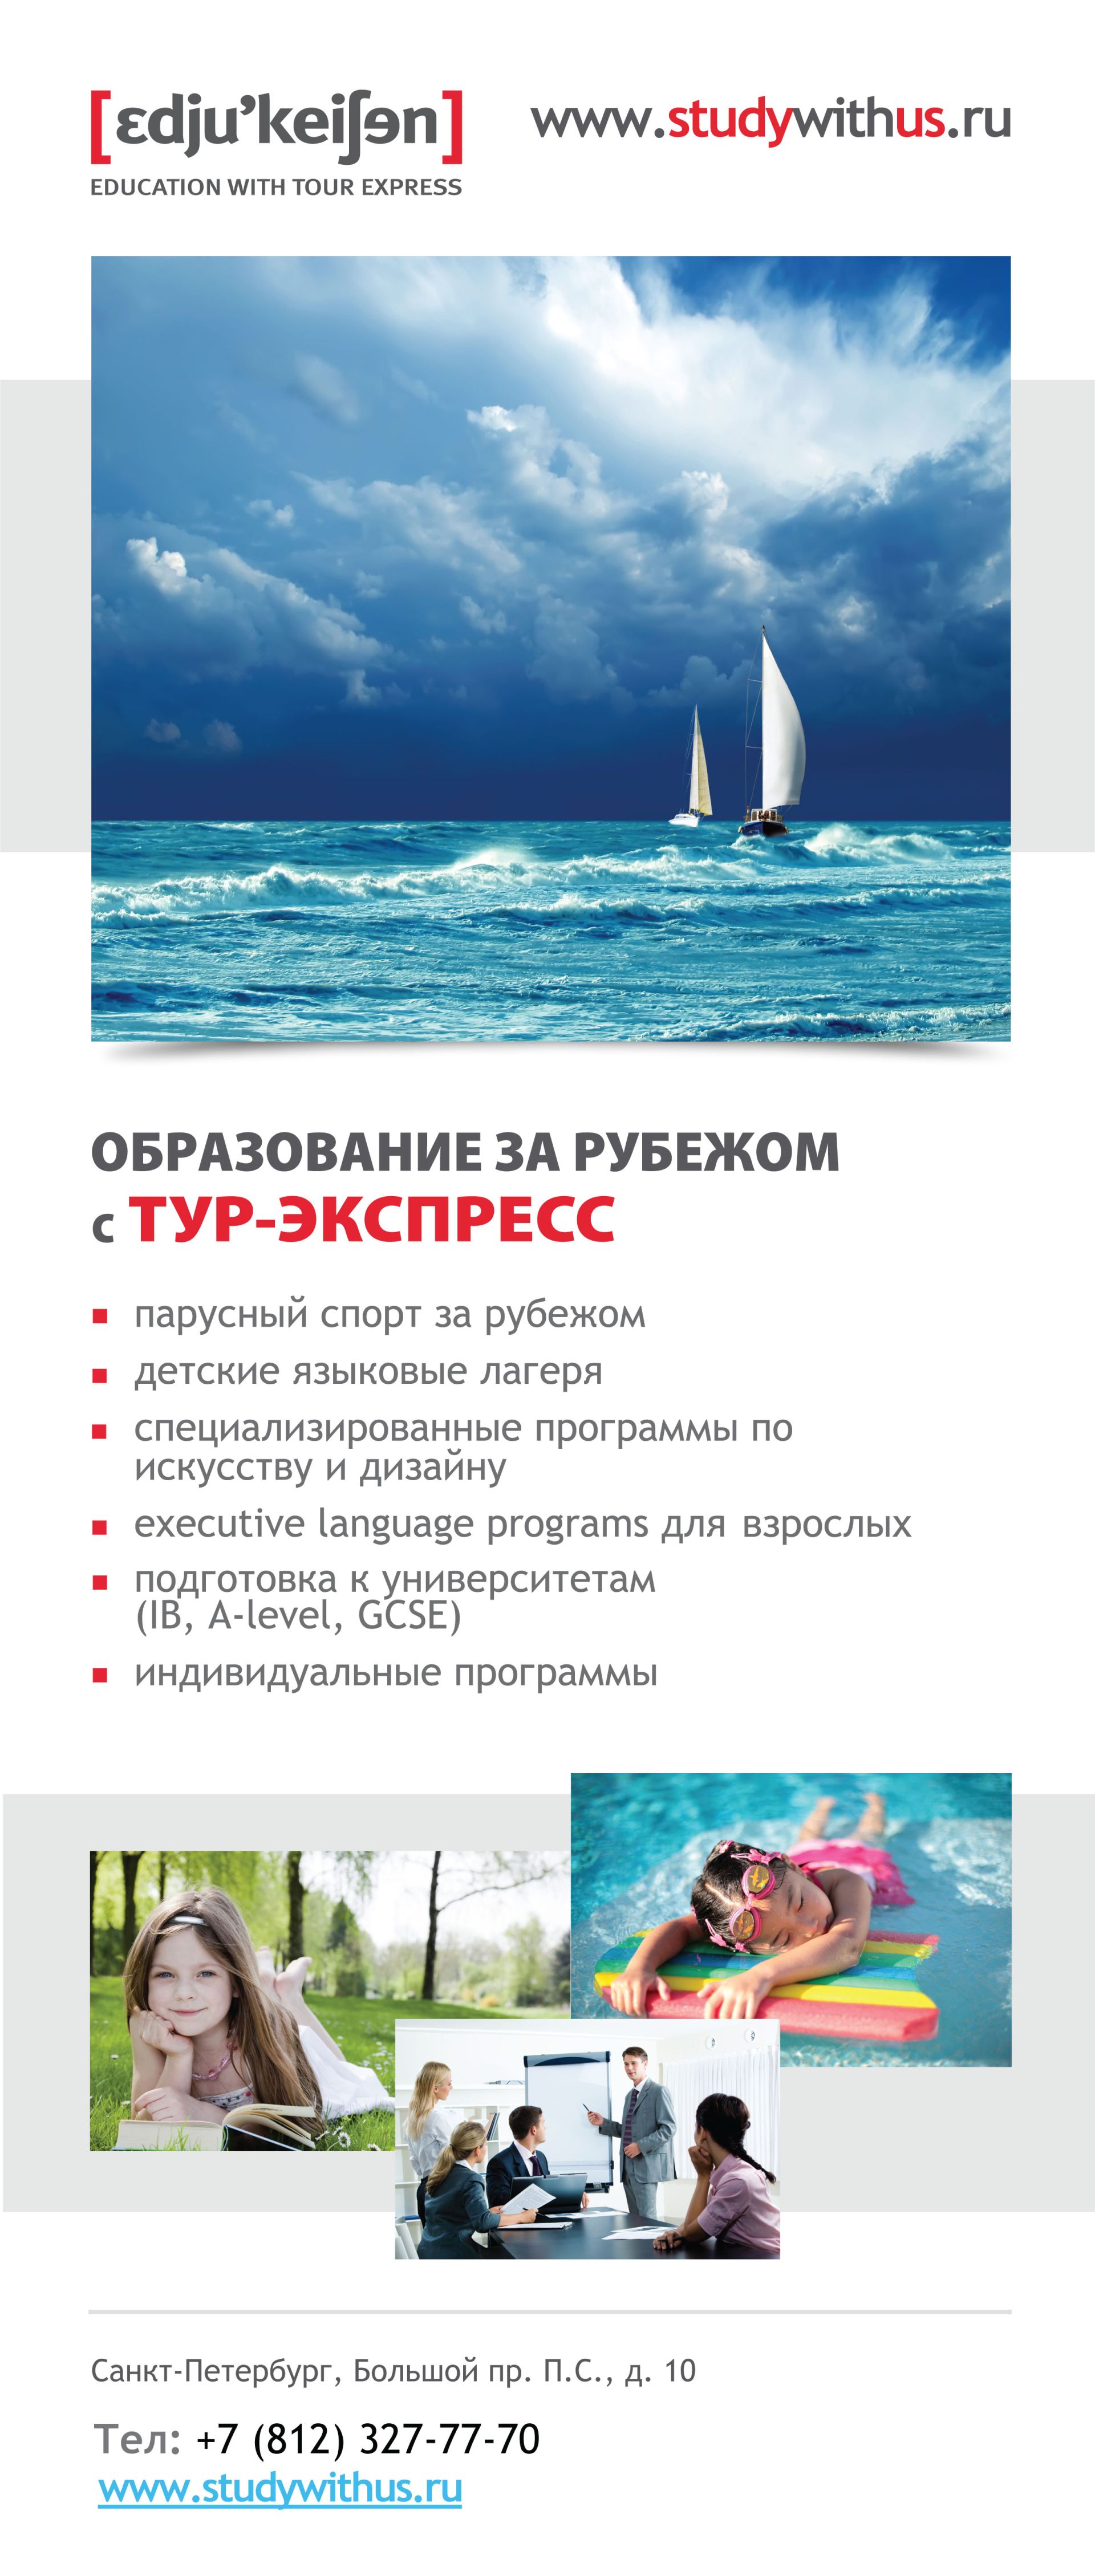 [ɛdju’keiʃɘn]
www.studywithus.ru
EDUCATION WITH TOUR EXPRESS
ОБРАЗОВАНИЕ ЗА РУБЕЖОМ
с ТУР-ЭКСПРЕСС
парусный спорт за рубежом
детские языковые лагеря
специализированные программы по
искусству и дизайну
executive language programs для взрослых
подготовка к университетам
(IB, A-level, GCSE)
индивидуальные программы
Санкт-Петербург, Большой пр. П.С., д. 10
Тел: +7 (812) 327-77-70
www.studywithus.ru